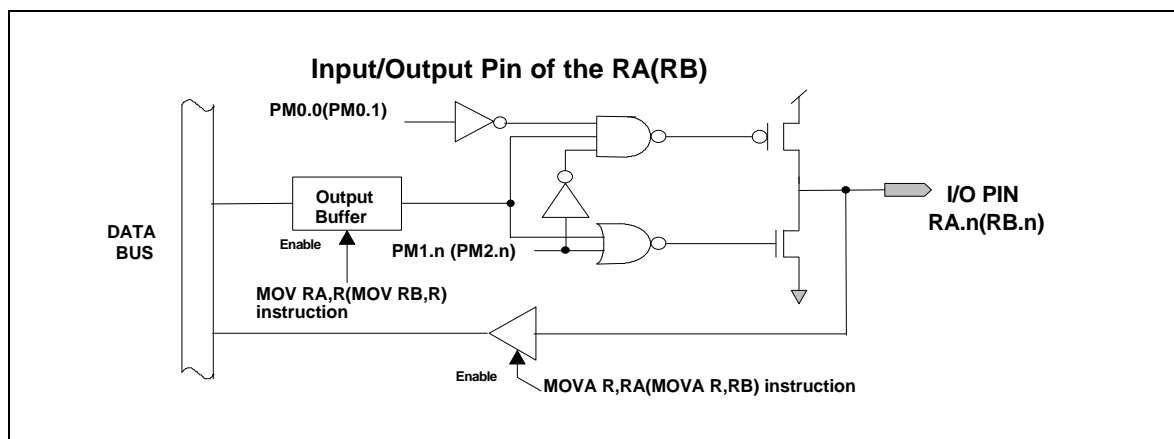 Input/Output Pin of the RA(RB)
PM0.0(PM0.1)
Output
Buffer
Enable
DATA
BUS
PM1.n (PM2.n)
I/O PIN
RA.n(RB.n)
MOV RA,R(MOV RB,R)
instruction
Enable
MOVA R,RA(MOVA R,RB) instruction